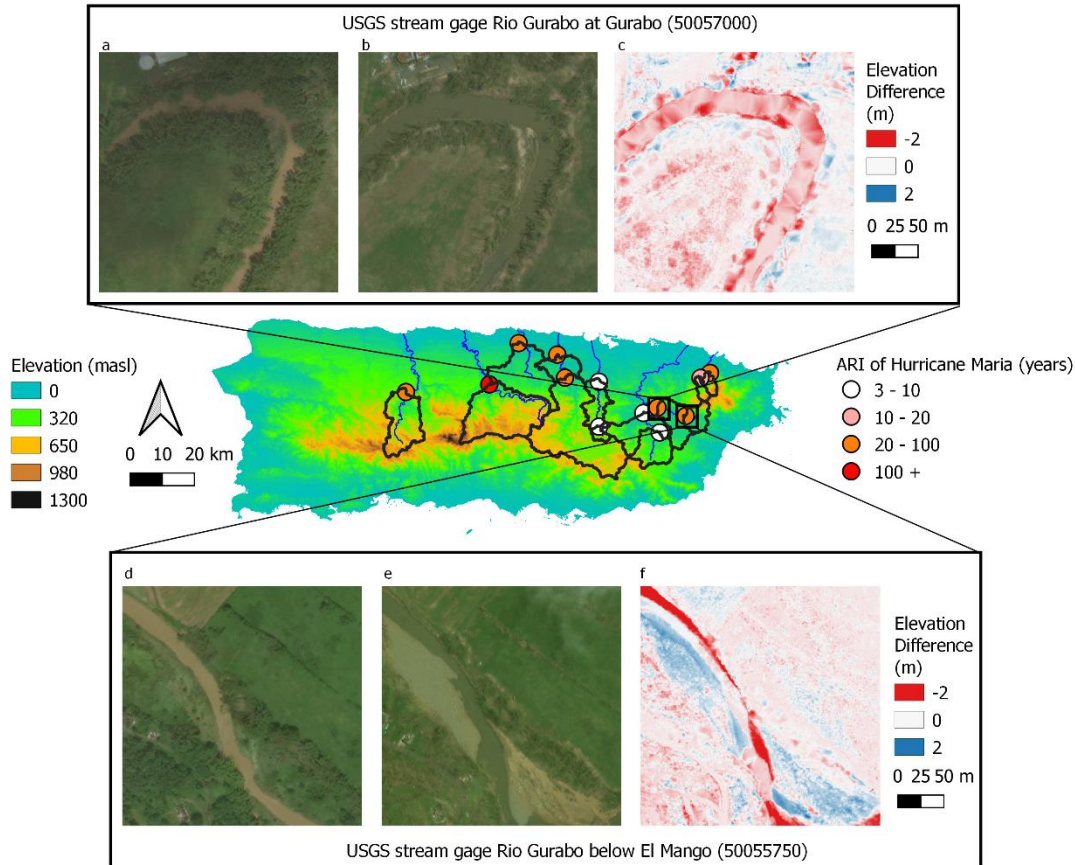 USGS stream gage Rio Gurabo at Gurabo (50057000)
a
b
c
Elevation
Difference
(m)
-2
0
2
0 25 50 m
Elevation (masl)
0
320
650
980
1300
0 10 20 km
ARI of Hurricane Maria (years)
3 - 10
10 - 20
20 - 100
100 +
d
e
f
Elevation
Difference
(m)
-2
0
2
0 25 50 m
USGS stream gage Rio Gurabo below El Mango (50055750)